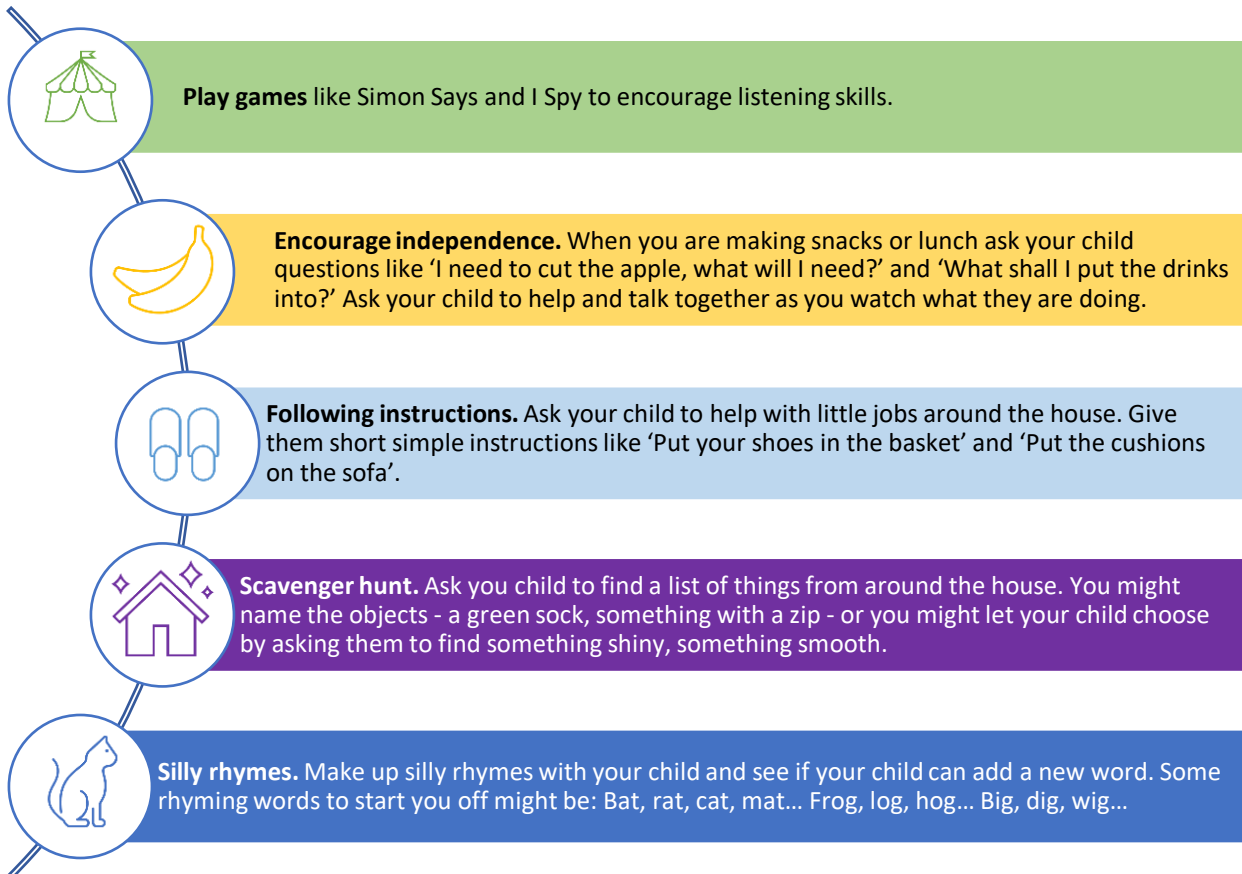 Play games like Simon Says and I Spy to encourage listening skills.
Encourage independence. When you are making snacks or lunch ask your child
questions like ‘I need to cut the apple, what will I need?’ and ‘What shall I put the drinks
into?’ Ask your child to help and talk together as you watch what they are doing.
Following instructions. Ask your child to help with little jobs around the house. Give
them short simple instructions like ‘Put your shoes in the basket’ and ‘Put the cushions
on the sofa’.
Scavenger hunt. Ask you child to find a list of things from around the house. You might
name the objects - a green sock, something with a zip - or you might let your child choose
by asking them to find something shiny, something smooth.
Silly rhymes. Make up silly rhymes with your child and see if your child can add a new word. Some
rhyming words to start you off might be: Bat, rat, cat, mat… Frog, log, hog… Big, dig, wig…